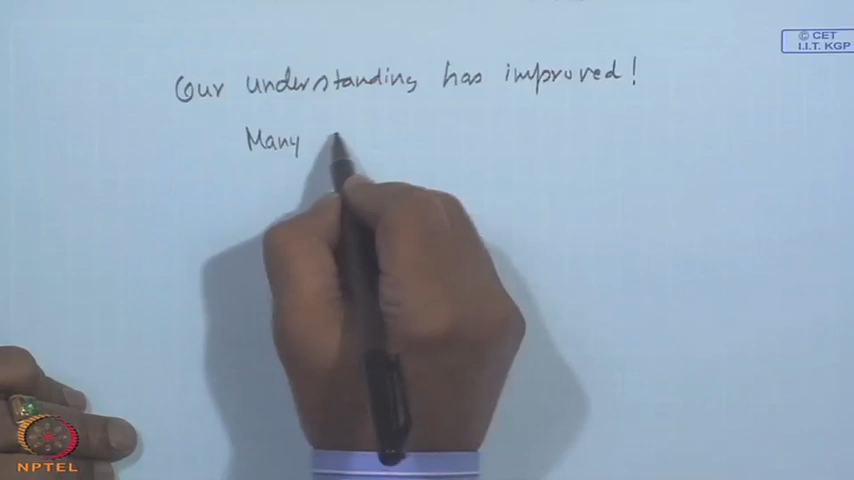 © CET
I.I.T. KGP
Our understanding has improved!
Many
NPTEL